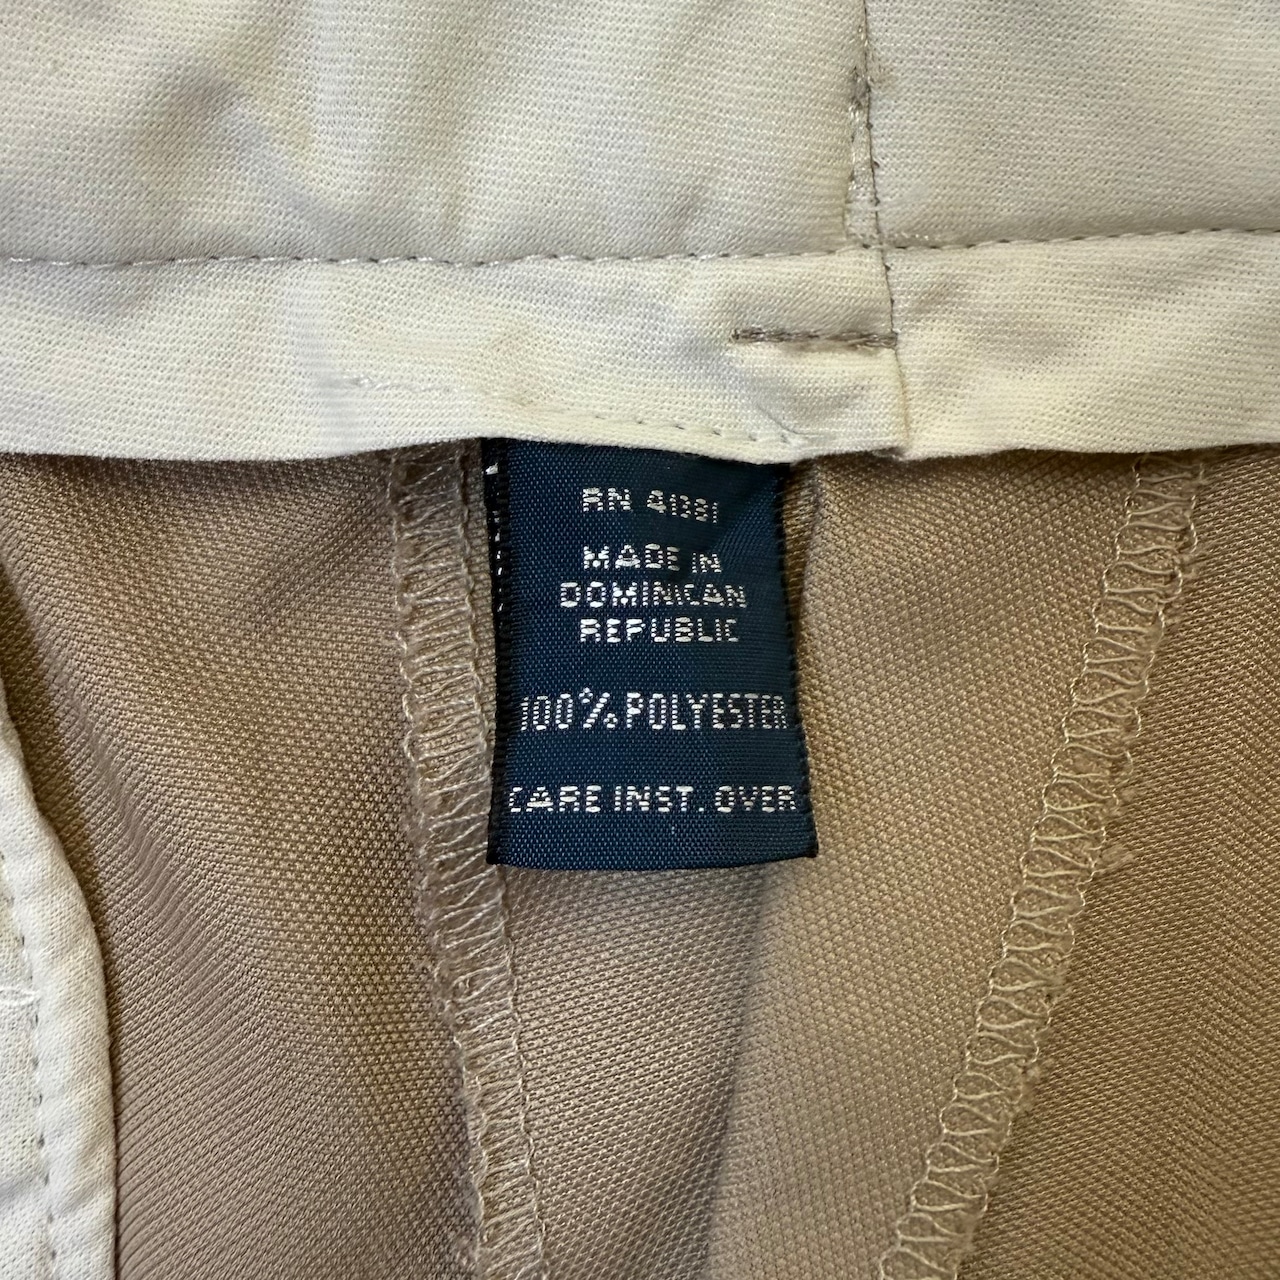 RN 41381
MADE IN
DOMINICAN
REPUBLIC
100% POLYESTER
CARE INST. OVER